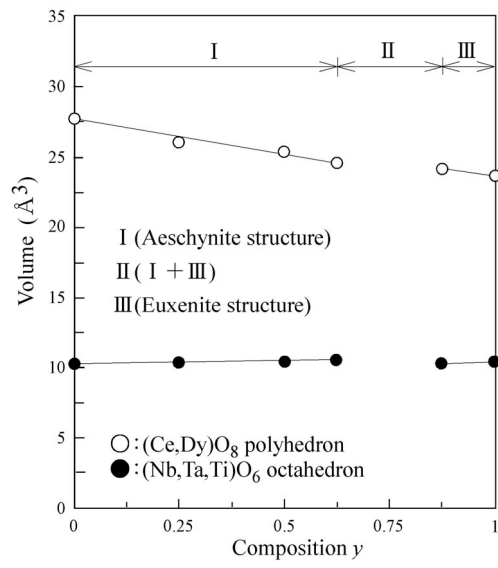 35
30
25
20
15
10
5
0
Volume (Å³)
Ⅰ Ⅱ Ⅲ
Ⅰ (Aeschynite structure)
Ⅱ( Ⅰ + Ⅲ)
Ⅲ(Euxenite structure)
○:(Ce,Dy)O₈ polyhedron
●:(Nb,Ta,Ti)O₆ octahedron
0 0.25 0.5 0.75 1
Composition y